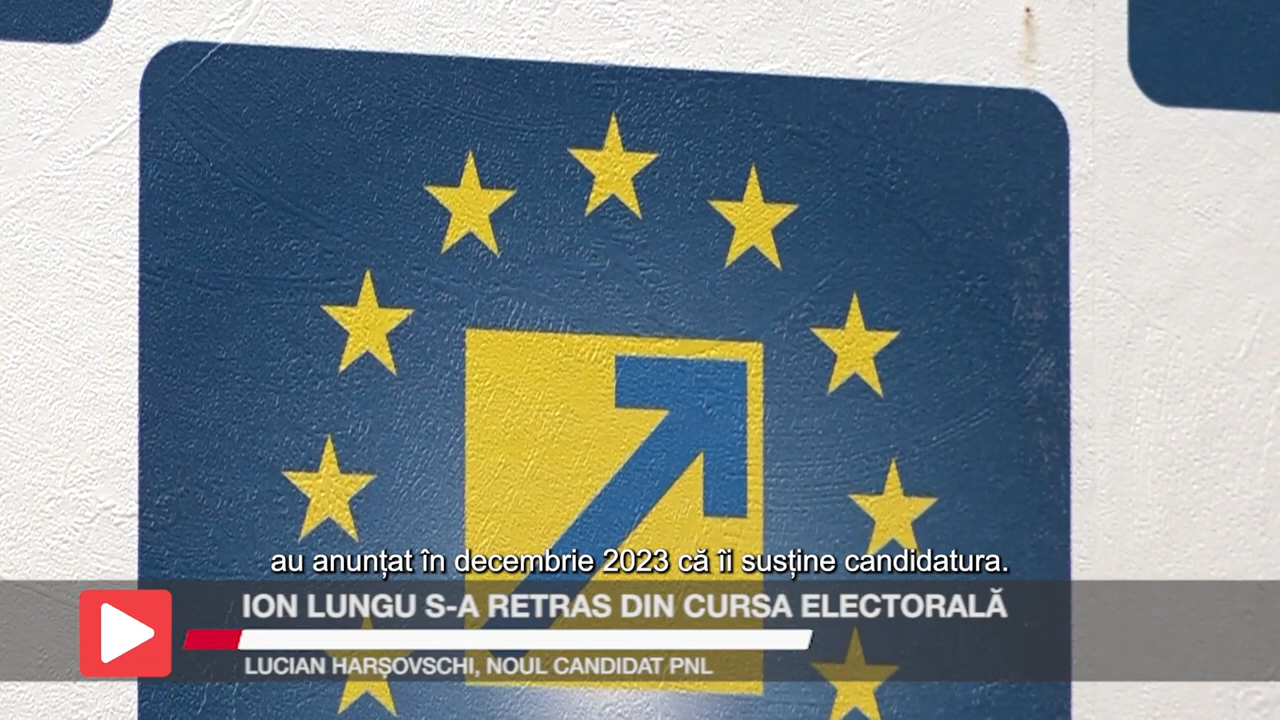 au anunțat în decembrie 2023 că îi susține candidatura.
ION LUNGU S-A RETRAS DIN CURSA ELECTORALĂ
LUCIAN HARȘOVSCHI, NOUL CANDIDAT PNL